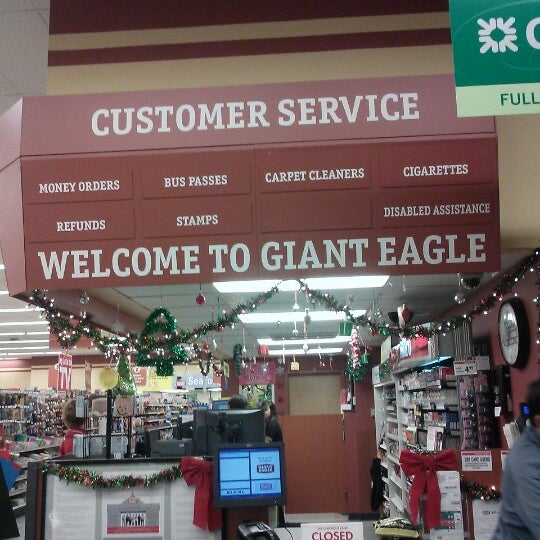 CUSTOMER SERVICE
MONEY ORDERS
BUS PASSES
CARPET CLEANERS
CIGARETTES
REFUNDS
STAMPS
DISABLED ASSISTANCE
WELCOME TO GIANT EAGLE
FULL
TV
CLOSED